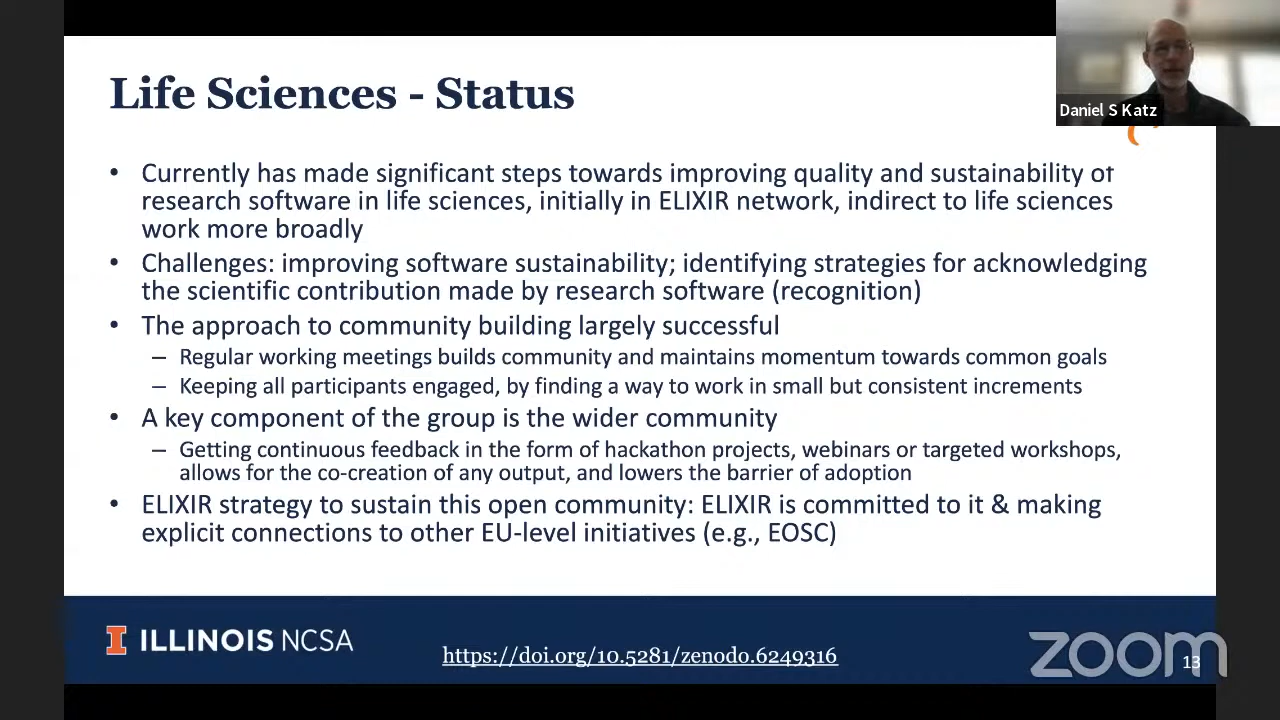 Life Sciences - Status
Daniel S Katz
• Currently has made significant steps towards improving quality and sustainability of
research software in life sciences, initially in ELIXIR network, indirect to life sciences
work more broadly
• Challenges: improving software sustainability; identifying strategies for acknowledging
the scientific contribution made by research software (recognition)
• The approach to community building largely successful
– Regular working meetings builds community and maintains momentum towards common goals
– Keeping all participants engaged, by finding a way to work in small but consistent increments
• A key component of the group is the wider community
– Getting continuous feedback in the form of hackathon projects, webinars or targeted workshops,
allows for the co-creation of any output, and lowers the barrier of adoption
• ELIXIR strategy to sustain this open community: ELIXIR is committed to it & making
explicit connections to other EU-level initiatives (e.g., EOSC)
I ILLINOIS NCSA
https://doi.org/10.5281/zenodo.6249316
zoom
13